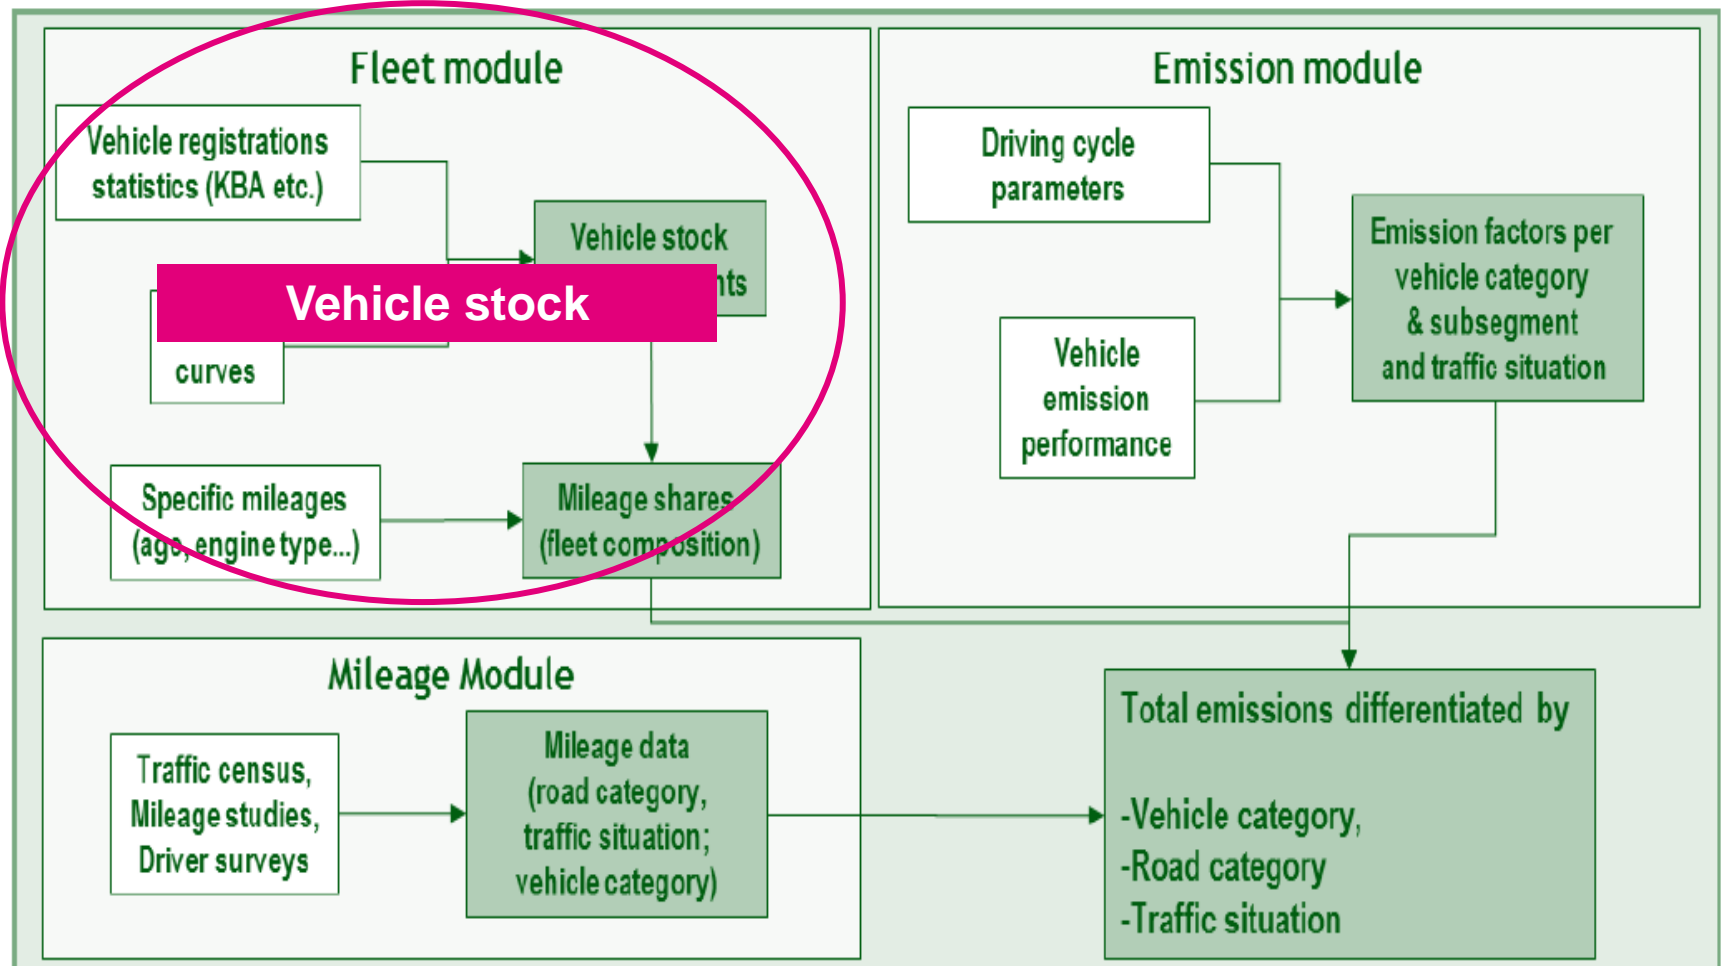 Fleet module
Vehicle registrations
statistics (KBA etc.)
Vehicle stock
nts
Vehicle stock
curves
Specific mileages
(age, engine type...)
Mileage shares
(fleet composition)
Emission module
Driving cycle
parameters
Vehicle
emission
performance
Emission factors per
vehicle category
& subsegment
and traffic situation
Mileage Module
Traffic census,
Mileage studies,
Driver surveys
Mileage data
(road category,
traffic situation;
vehicle category)
Total emissions differentiated by
-Vehicle category,
-Road category
-Traffic situation